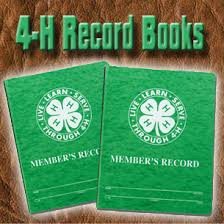 4-H Record Books
LIVE • LEARN • SERVE
THROUGH 4-H
MEMBER'S RECORD
LIVE • LEARN • SERVE
THROUGH 4-H
MEMBER'S RECORD